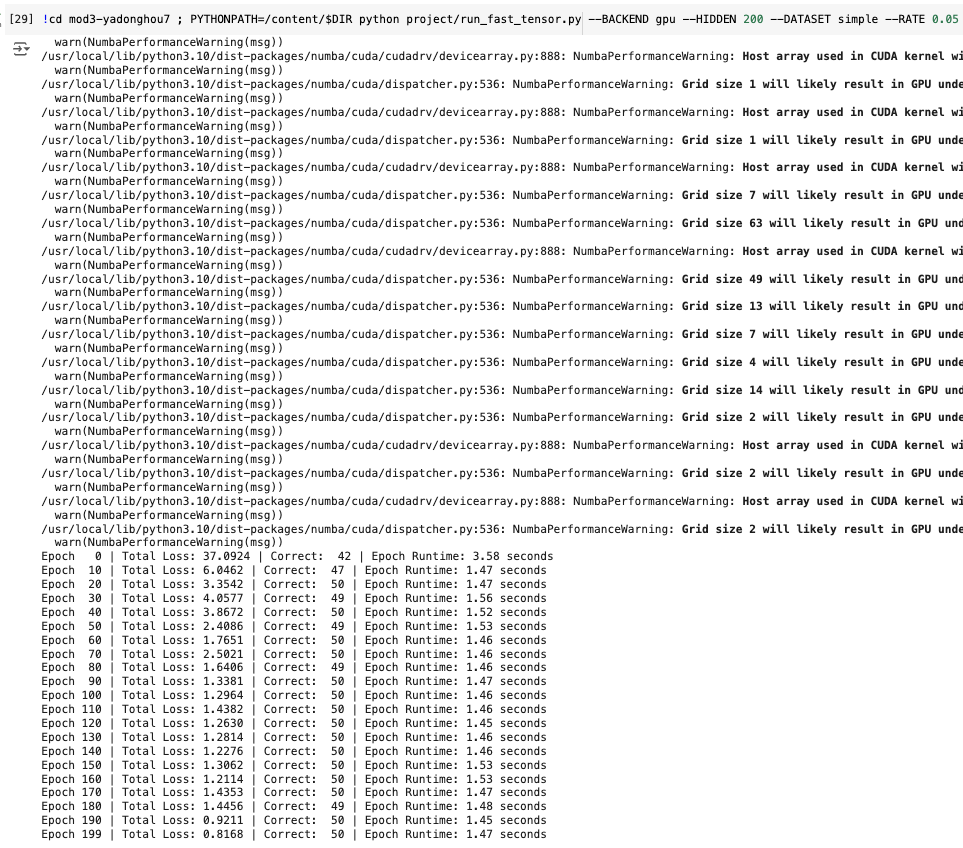 [29] !cd mod3-yadonghou7 ; PYTHONPATH=/content/$DIR python project/run_fast_tensor.py --BACKEND gpu --HIDDEN 200 --DATASET simple --RATE 0.05
warn(NumbaPerformanceWarning(msg))
/usr/local/lib/python3.10/dist-packages/numba/cuda/cudadrv/devicearray.py:888: NumbaPerformanceWarning: Host array used in CUDA kernel wi
warn(NumbaPerformanceWarning(msg))
/usr/local/lib/python3.10/dist-packages/numba/cuda/dispatcher.py:536: NumbaPerformanceWarning: Grid size 1 will likely result in GPU unde
warn(NumbaPerformanceWarning(msg))
/usr/local/lib/python3.10/dist-packages/numba/cuda/cudadrv/devicearray.py:888: NumbaPerformanceWarning: Host array used in CUDA kernel wi
warn(NumbaPerformanceWarning(msg))
/usr/local/lib/python3.10/dist-packages/numba/cuda/dispatcher.py:536: NumbaPerformanceWarning: Grid size 1 will likely result in GPU unde
warn(NumbaPerformanceWarning(msg))
/usr/local/lib/python3.10/dist-packages/numba/cuda/cudadrv/devicearray.py:888: NumbaPerformanceWarning: Host array used in CUDA kernel wi
warn(NumbaPerformanceWarning(msg))
/usr/local/lib/python3.10/dist-packages/numba/cuda/dispatcher.py:536: NumbaPerformanceWarning: Grid size 7 will likely result in GPU unde
warn(NumbaPerformanceWarning(msg))
/usr/local/lib/python3.10/dist-packages/numba/cuda/dispatcher.py:536: NumbaPerformanceWarning: Grid size 63 will likely result in GPU und
warn(NumbaPerformanceWarning(msg))
/usr/local/lib/python3.10/dist-packages/numba/cuda/cudadrv/devicearray.py:888: NumbaPerformanceWarning: Host array used in CUDA kernel wi
warn(NumbaPerformanceWarning(msg))
/usr/local/lib/python3.10/dist-packages/numba/cuda/dispatcher.py:536: NumbaPerformanceWarning: Grid size 49 will likely result in GPU und
warn(NumbaPerformanceWarning(msg))
/usr/local/lib/python3.10/dist-packages/numba/cuda/dispatcher.py:536: NumbaPerformanceWarning: Grid size 13 will likely result in GPU und
warn(NumbaPerformanceWarning(msg))
/usr/local/lib/python3.10/dist-packages/numba/cuda/dispatcher.py:536: NumbaPerformanceWarning: Grid size 7 will likely result in GPU unde
warn(NumbaPerformanceWarning(msg))
/usr/local/lib/python3.10/dist-packages/numba/cuda/dispatcher.py:536: NumbaPerformanceWarning: Grid size 4 will likely result in GPU unde
warn(NumbaPerformanceWarning(msg))
/usr/local/lib/python3.10/dist-packages/numba/cuda/dispatcher.py:536: NumbaPerformanceWarning: Grid size 14 will likely result in GPU und
warn(NumbaPerformanceWarning(msg))
/usr/local/lib/python3.10/dist-packages/numba/cuda/dispatcher.py:536: NumbaPerformanceWarning: Grid size 2 will likely result in GPU unde
warn(NumbaPerformanceWarning(msg))
/usr/local/lib/python3.10/dist-packages/numba/cuda/cudadrv/devicearray.py:888: NumbaPerformanceWarning: Host array used in CUDA kernel wi
warn(NumbaPerformanceWarning(msg))
/usr/local/lib/python3.10/dist-packages/numba/cuda/dispatcher.py:536: NumbaPerformanceWarning: Grid size 2 will likely result in GPU unde
warn(NumbaPerformanceWarning(msg))
/usr/local/lib/python3.10/dist-packages/numba/cuda/cudadrv/devicearray.py:888: NumbaPerformanceWarning: Host array used in CUDA kernel wi
warn(NumbaPerformanceWarning(msg))
/usr/local/lib/python3.10/dist-packages/numba/cuda/dispatcher.py:536: NumbaPerformanceWarning: Grid size 2 will likely result in GPU unde
warn(NumbaPerformanceWarning(msg))
Epoch   0 | Total Loss: 37.0924 | Correct:  42 | Epoch Runtime: 3.58 seconds
Epoch  10 | Total Loss: 6.0462 | Correct:  47 | Epoch Runtime: 1.47 seconds
Epoch  20 | Total Loss: 3.3542 | Correct:  50 | Epoch Runtime: 1.47 seconds
Epoch  30 | Total Loss: 4.0577 | Correct:  49 | Epoch Runtime: 1.56 seconds
Epoch  40 | Total Loss: 3.8672 | Correct:  50 | Epoch Runtime: 1.52 seconds
Epoch  50 | Total Loss: 2.4086 | Correct:  49 | Epoch Runtime: 1.53 seconds
Epoch  60 | Total Loss: 1.7651 | Correct:  50 | Epoch Runtime: 1.46 seconds
Epoch  70 | Total Loss: 2.5021 | Correct:  50 | Epoch Runtime: 1.46 seconds
Epoch  80 | Total Loss: 1.6406 | Correct:  49 | Epoch Runtime: 1.46 seconds
Epoch  90 | Total Loss: 1.3381 | Correct:  50 | Epoch Runtime: 1.47 seconds
Epoch 100 | Total Loss: 1.2964 | Correct:  50 | Epoch Runtime: 1.46 seconds
Epoch 110 | Total Loss: 1.4382 | Correct:  50 | Epoch Runtime: 1.46 seconds
Epoch 120 | Total Loss: 1.2630 | Correct:  50 | Epoch Runtime: 1.45 seconds
Epoch 130 | Total Loss: 1.2814 | Correct:  50 | Epoch Runtime: 1.46 seconds
Epoch 140 | Total Loss: 1.2276 | Correct:  50 | Epoch Runtime: 1.46 seconds
Epoch 150 | Total Loss: 1.3062 | Correct:  50 | Epoch Runtime: 1.53 seconds
Epoch 160 | Total Loss: 1.2114 | Correct:  50 | Epoch Runtime: 1.53 seconds
Epoch 170 | Total Loss: 1.4353 | Correct:  50 | Epoch Runtime: 1.47 seconds
Epoch 180 | Total Loss: 1.4456 | Correct:  49 | Epoch Runtime: 1.48 seconds
Epoch 190 | Total Loss: 0.9211 | Correct:  50 | Epoch Runtime: 1.45 seconds
Epoch 199 | Total Loss: 0.8168 | Correct:  50 | Epoch Runtime: 1.47 seconds